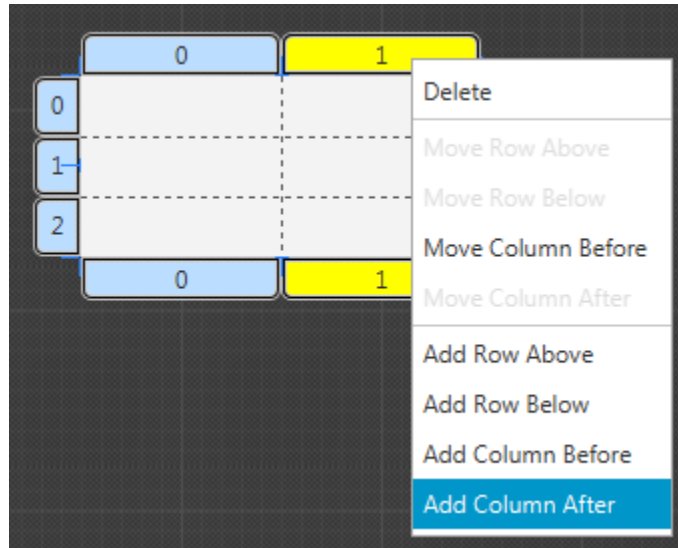 0 1
0
1
2
0 1
Delete
Move Row Above
Move Row Below
Move Column Before
Move Column After
Add Row Above
Add Row Below
Add Column Before
Add Column After